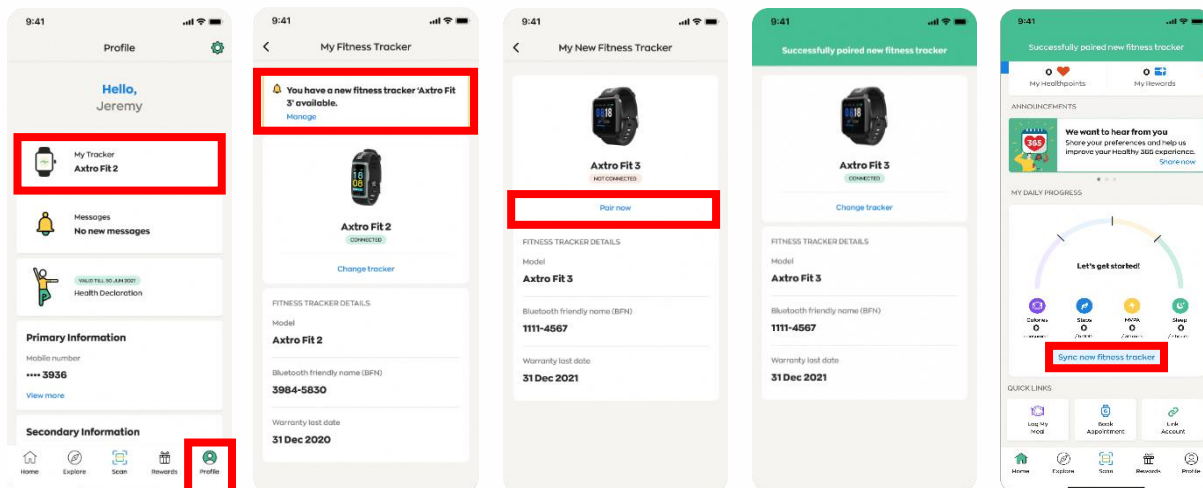 9:41
Profile
Hello,
Jeremy
My Tracker
Axtro Fit 2
Messages
No new messages
VALID TILL 30 JUN 2021
Health Declaration
Primary Information
Mobile number
•••• 3936
View more
Secondary Information
Home
Explore
Scan
Rewards
Profile
9:41
My Fitness Tracker
You have a new fitness tracker ‘Axtro Fit
3’ available.
Manage
18
08
Axtro Fit 2
CONNECTED
Change tracker
FITNESS TRACKER DETAILS
Model
Axtro Fit 2
Bluetooth friendly name (BFN)
3984-5830
Warranty last date
31 Dec 2020
9:41
My New Fitness Tracker
Axtro Fit 3
NOT CONNECTED
Pair now
FITNESS TRACKER DETAILS
Model
Axtro Fit 3
Bluetooth friendly name (BFN)
1111-4567
Warranty last date
31 Dec 2021
9:41
Successfully paired new fitness tracker
Axtro Fit 3
CONNECTED
Change tracker
FITNESS TRACKER DETAILS
Model
Axtro Fit 3
Bluetooth friendly name (BFN)
1111-4567
Warranty last date
31 Dec 2021
9:41
Successfully paired new fitness tracker
0 0
My Healthpoints My Rewards
ANNOUNCEMENTS
365
We want to hear from you
Share your preferences and help us
improve your Healthy 365 experience.
Share now
MY DAILY PROGRESS
Let's get started!
Calories Steps MVPA Sleep
0 0 0 0
Sync new fitness tracker
QUICK LINKS
Log My
Meal
Book
Appointment
Link
Account
Home
Explore
Scan
Rewards
Profile